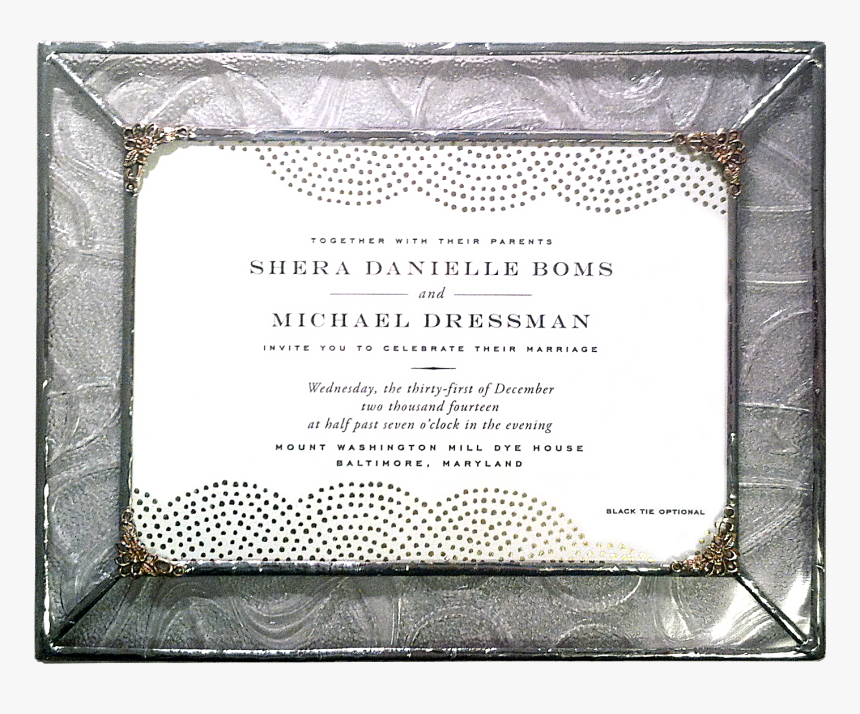 TOGETHER WITH THEIR PARENTS
SHERA DANIELLE BOMS
and
MICHAEL DRESSMAN
INVITE YOU TO CELEBRATE THEIR MARRIAGE
Wednesday, the thirty-first of December
two thousand fourteen
at half past seven o'clock in the evening
MOUNT WASHINGTON MILL DYE HOUSE
BALTIMORE, MARYLAND
BLACK TIE OPTIONAL